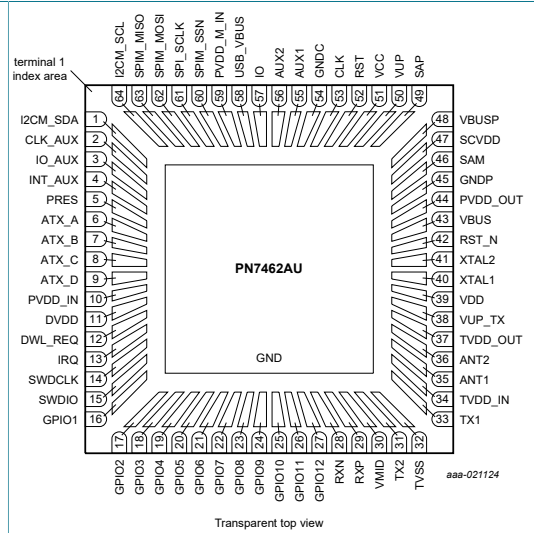 I2CM_SCL
SPIM_MISO
SPIM_MOSI
SPI_SCLK
SPIM_SSN
PVDD_M_IN
USB_VBUS
IO
AUX2
AUX1
GNDC
CLK
RST
VCC
VUP
SAP
terminal 1
index area
64
63
62
61
60
59
58
57
56
55
54
53
52
51
50
49
I2CM_SDA 1
CLK_AUX 2
IO_AUX 3
INT_AUX 4
PRES 5
ATX_A 6
ATX_B 7
ATX_C 8
ATX_D 9
PVDD_IN 10
DVDD 11
DWL_REQ 12
IRQ 13
SWDCLK 14
SWDIO 15
GPIO1 16
PN7462AU
GND
48 VBUSP
47 SCVDD
46 SAM
45 GNDP
44 PVDD_OUT
43 VBUS
42 RST_N
41 XTAL2
40 XTAL1
39 VDD
38 VUP_TX
37 TVDD_OUT
36 ANT2
35 ANT1
34 TVDD_IN
33 TX1
17
18
19
20
21
22
23
24
25
26
27
28
29
30
31
32
GPIO2
GPIO3
GPIO4
GPIO5
GPIO6
GPIO7
GPIO8
GPIO9
GPIO10
GPIO11
GPIO12
RXN
RXP
VMID
TX2
TVSS
aaa-021124
Transparent top view